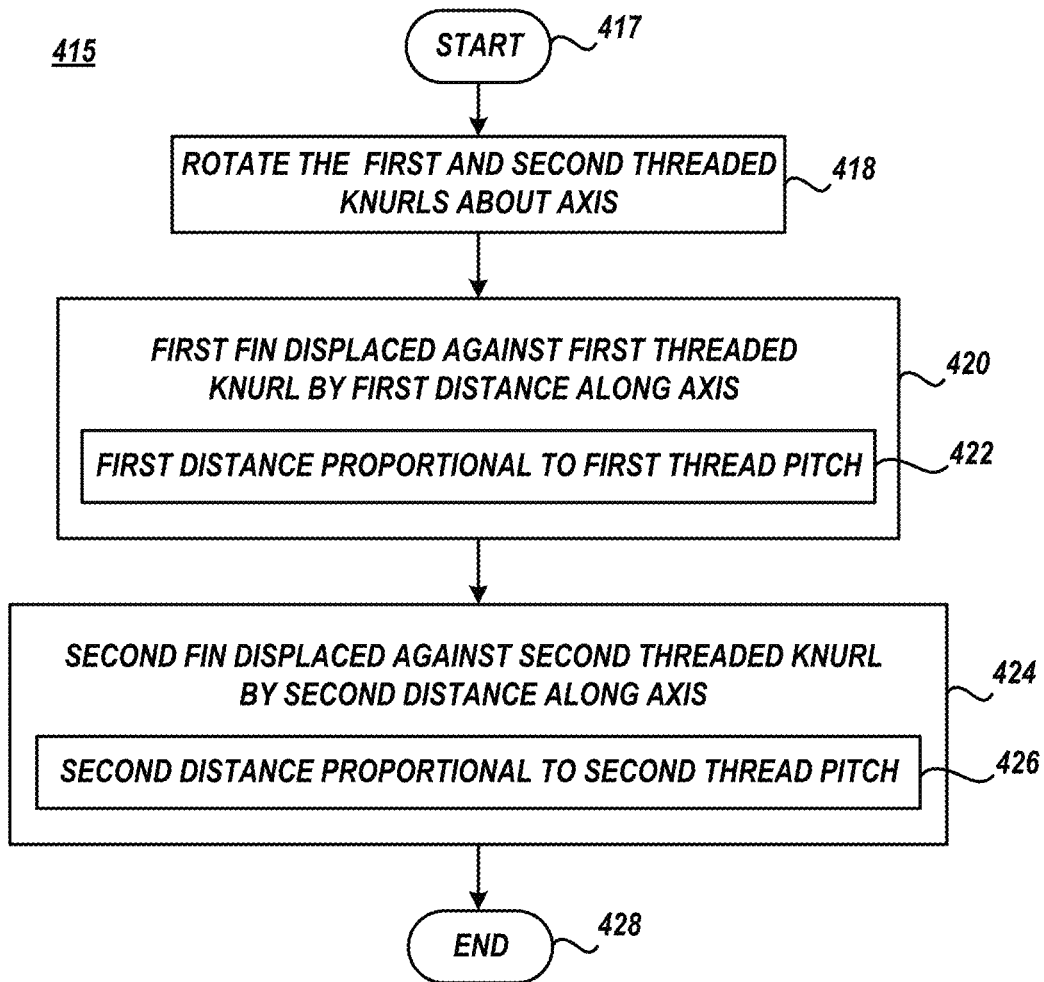 415
START
417
ROTATE THE FIRST AND SECOND THREADED
KNURLS ABOUT AXIS
418
FIRST FIN DISPLACED AGAINST FIRST THREADED
KNURL BY FIRST DISTANCE ALONG AXIS
420
FIRST DISTANCE PROPORTIONAL TO FIRST THREAD PITCH
422
SECOND FIN DISPLACED AGAINST SECOND THREADED KNURL
BY SECOND DISTANCE ALONG AXIS
424
SECOND DISTANCE PROPORTIONAL TO SECOND THREAD PITCH
426
END
428